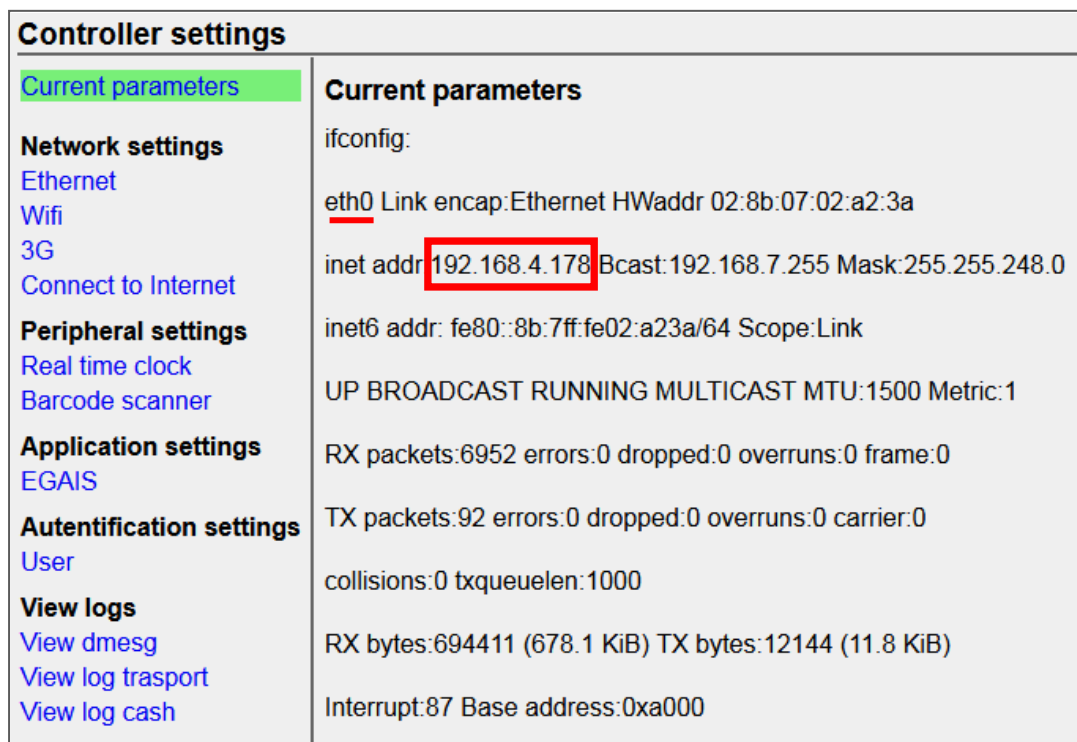 Controller settings
Current parameters
Network settings
Ethernet
Wifi
3G
Connect to Internet
Peripheral settings
Real time clock
Barcode scanner
Application settings
EGAIS
Autentification settings
User
View logs
View dmesg
View log trasport
View log cash
Current parameters
ifconfig:
eth0 Link encap:Ethernet HWaddr 02:8b:07:02:a2:3a
inet addr:192.168.4.178 Bcast:192.168.7.255 Mask:255.255.248.0
inet6 addr: fe80::8b:7ff:fe02:a23a/64 Scope:Link
UP BROADCAST RUNNING MULTICAST MTU:1500 Metric:1
RX packets:6952 errors:0 dropped:0 overruns:0 frame:0
TX packets:92 errors:0 dropped:0 overruns:0 carrier:0
collisions:0 txqueuelen:1000
RX bytes:694411 (678.1 KiB) TX bytes:12144 (11.8 KiB)
Interrupt:87 Base address:0xa000